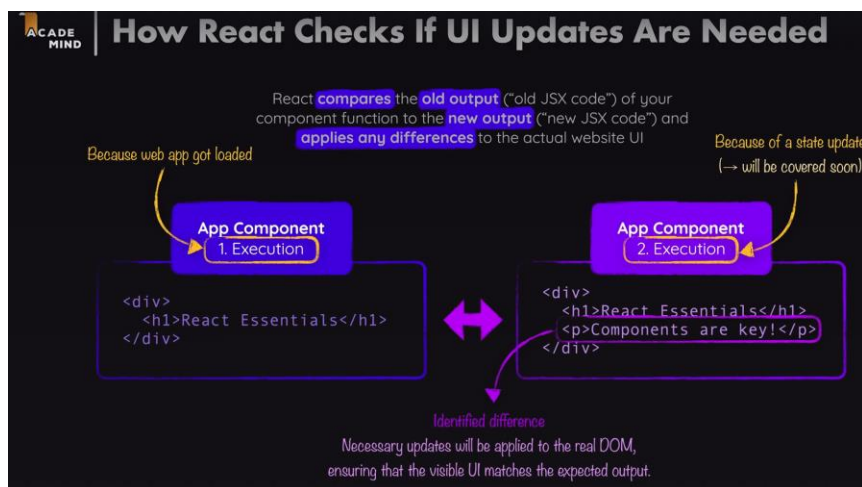 ACADE
MIND
How React Checks If UI Updates Are Needed
React compares the old output ("old JSX code") of your
component function to the new output ("new JSX code") and
applies any differences to the actual website UI
Because web app got loaded
Because of a state update
(→ will be covered soon)
App Component
1. Execution
<div>
<h1>React Essentials</h1>
</div>
App Component
2. Execution
<div>
<h1>React Essentials</h1>
<p>Components are key!</p>
</div>
Identified difference
Necessary updates will be applied to the real DOM,
ensuring that the visible UI matches the expected output.